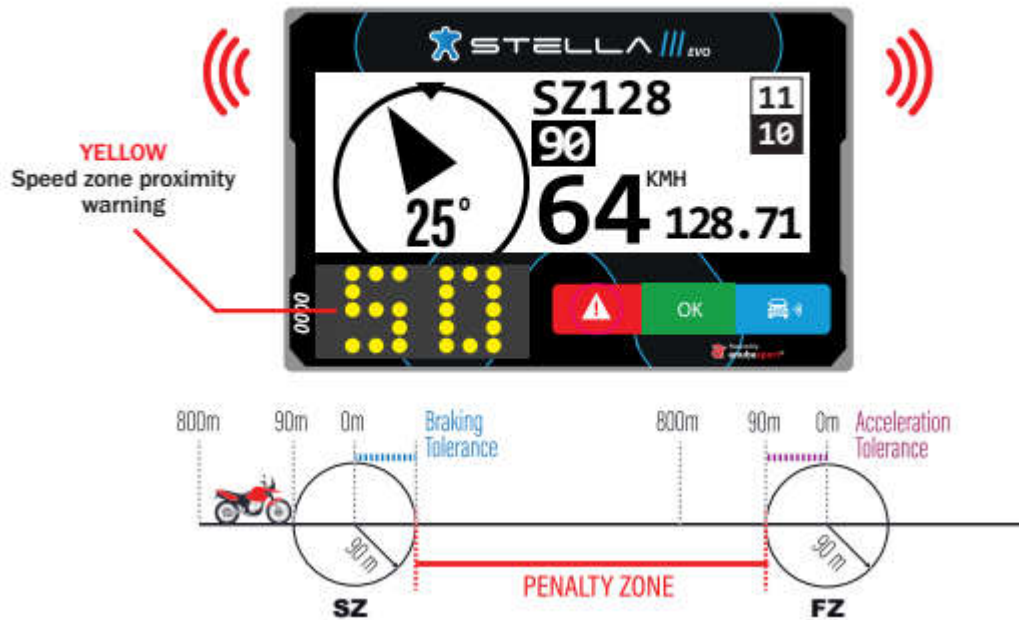 STELLA III EVO
SZ128
11
90
10
YELLOW
Speed zone proximity
warning
25°
64
KMH
128.71
50
0000
OK
800m
90m
0m
Braking
Tolerance
800m
90m
0m
Acceleration
Tolerance
90 m
90 m
PENALTY ZONE
SZ
FZ